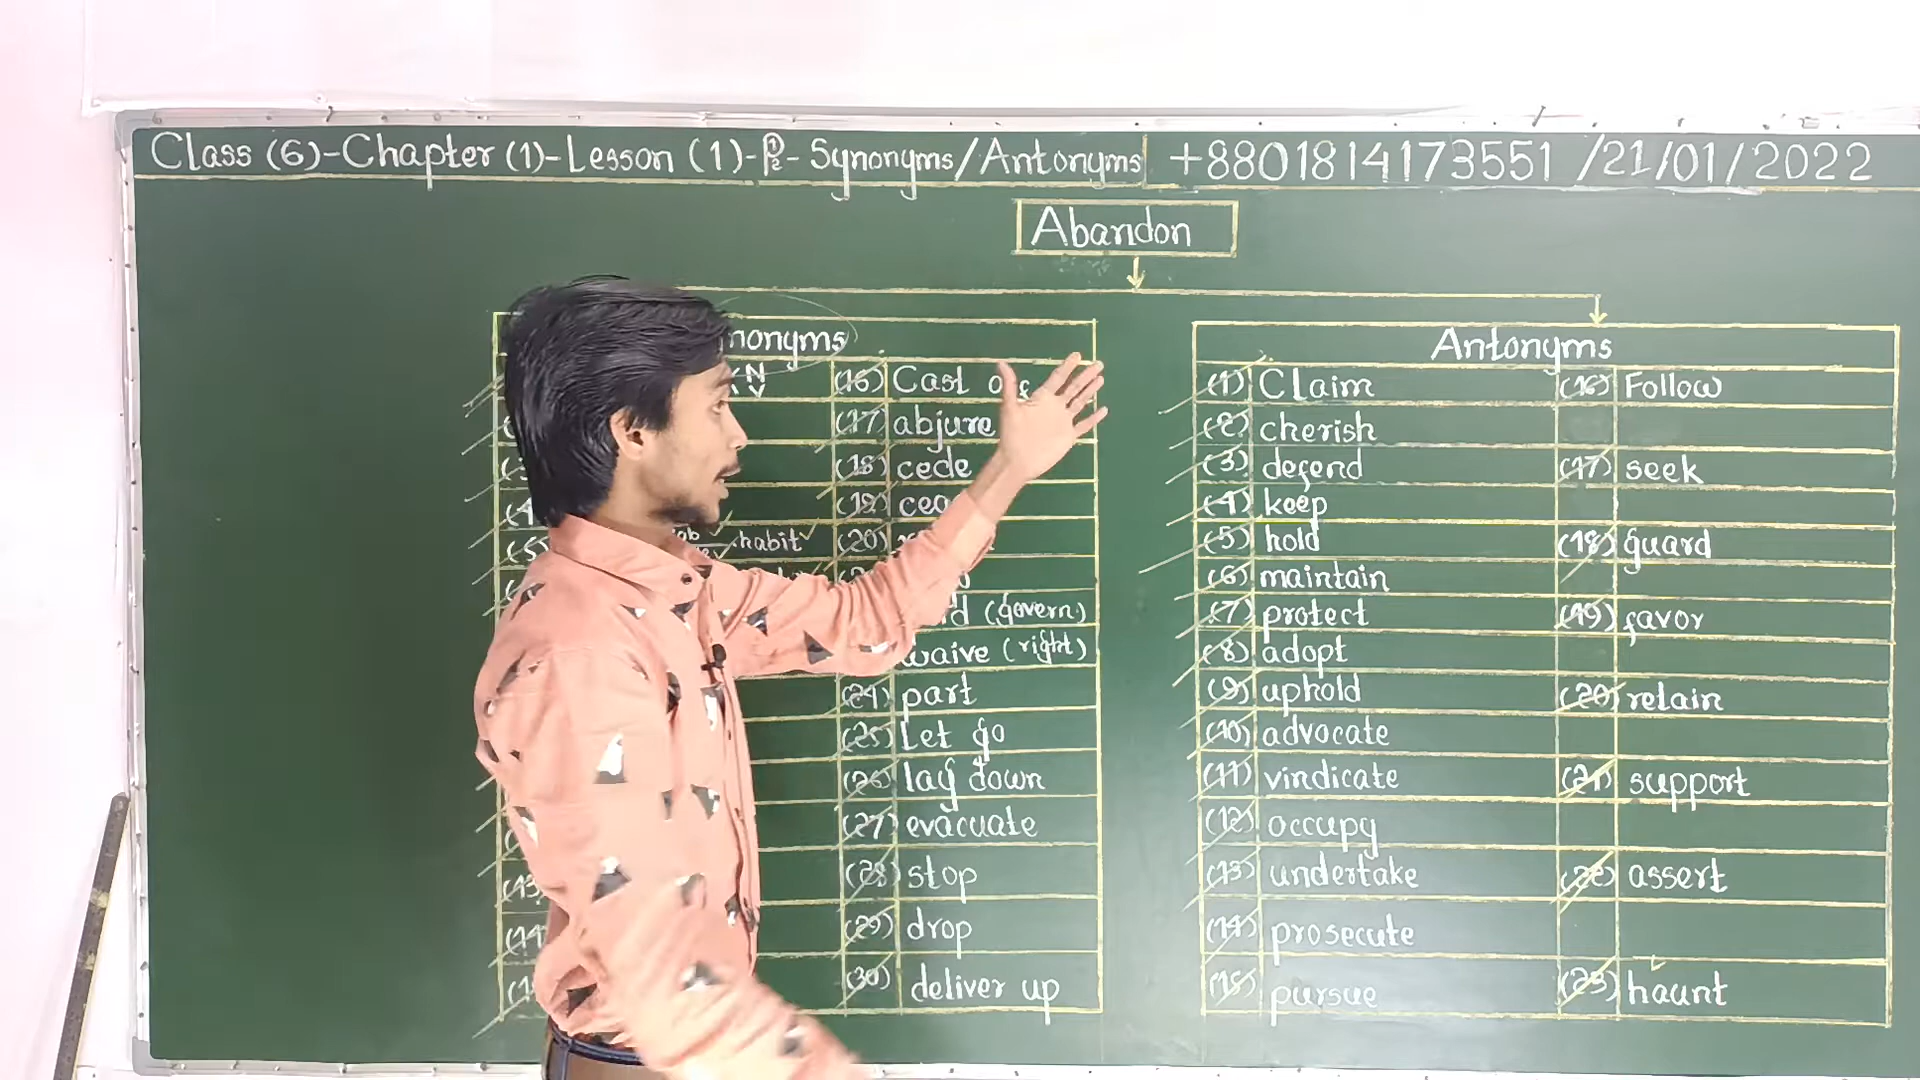 Class (6)-Chapter (1)-Lesson (1)-P 1/2 - Synonyms/Antonyms +8801814173551 /21/01/2022
Abandon
Antonyms
(16) Cast
(17) abjure
(18) cede
(19)
habit (20)
(govern)
waive (right)
(24) part
(25) Let go
(26) lay down
(27) evacuate
(28) stop
(29) drop
(30) deliver up
(1) Claim (16) Follow
(2) cherish
(3) defend (17) seek
(4) keep
(5) hold (18) guard
(6) maintain
(7) protect (19) favor
(8) adopt
(9) uphold (20) retain
(10) advocate
(11) vindicate (21) support
(12) occupy
(13) undertake (22) assert
(14) prosecute
(15) pursue (23) haunt